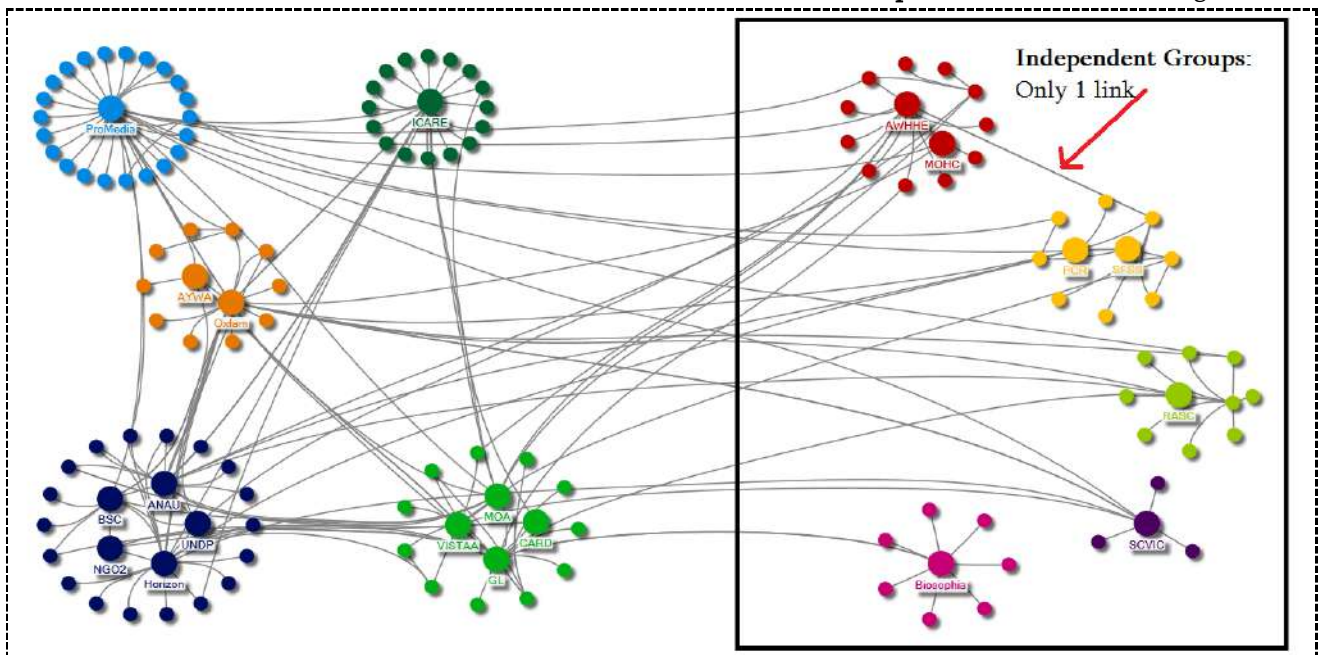 Independent Groups:
Only 1 link
ProMedia
ICARE
AWHHE
MOHC
AYWA
Oxfam
PCR
RASC
ANAU
BSC
UNDP
NGO2
Horizon
MOA
VISTAA
CARD
GL
SCVIC
Biosophia